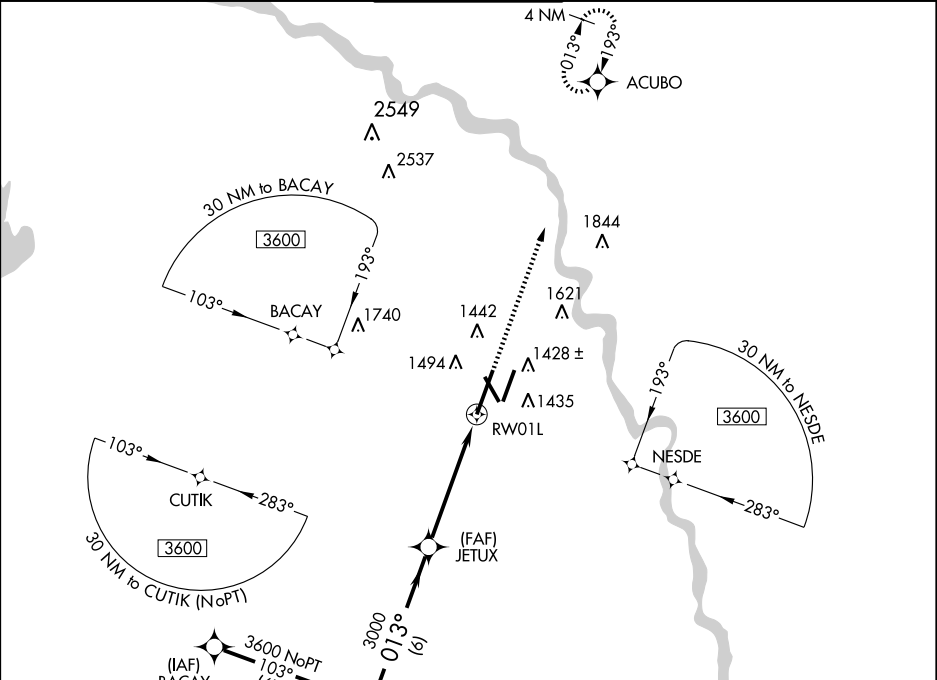 4 NM
013°
193°
ACUBO
2549
2537
30 NM to BACAY
3600
193°
103°
BACAY
1740
1844
1621
1442
1494
1428 ±
1435
RW01L
30 NM to NESDE
3600
193°
NESDE
283°
103°
CUTIK
283°
3600
30 NM to CUTIK (NoPT)
(FAF)
JETUX
3000
013°
(6)
3600 NoPT
103°
(IAF)
BACAY